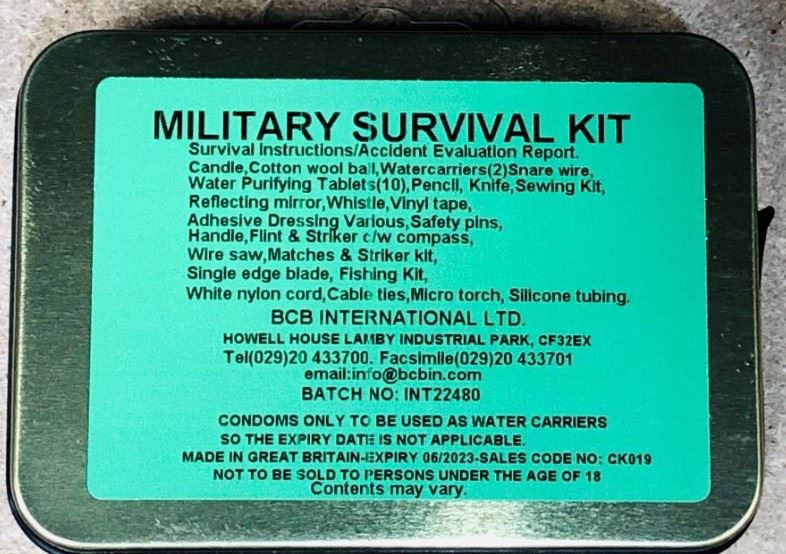 MILITARY SURVIVAL KIT
Survival Instructions/Accident Evaluation Report.
Candle,Cotton wool ball,Watercarriers(2)Snare wire,
Water Purifying Tablets(10),Pencil, Knife,Sewing Kit,
Reflecting mirror,Whistle,Vinyl tape,
Adhesive Dressing Various,Safety pins,
Handle,Flint & Striker c/w compass,
Wire saw,Matches & Striker kit,
Single edge blade, Fishing Kit,
White nylon cord,Cable ties,Micro torch, Silicone tubing.
BCB INTERNATIONAL LTD.
HOWELL HOUSE LAMBY INDUSTRIAL PARK, CF32EX
Tel(029)20 433700. Facsimile(029)20 433701
email:info@bcbin.com
BATCH NO: INT22480
CONDOMS ONLY TO BE USED AS WATER CARRIERS
SO THE EXPIRY DATE IS NOT APPLICABLE.
MADE IN GREAT BRITAIN-EXPIRY 06/2023-SALES CODE NO: CK019
NOT TO BE SOLD TO PERSONS UNDER THE AGE OF 18
Contents may vary.